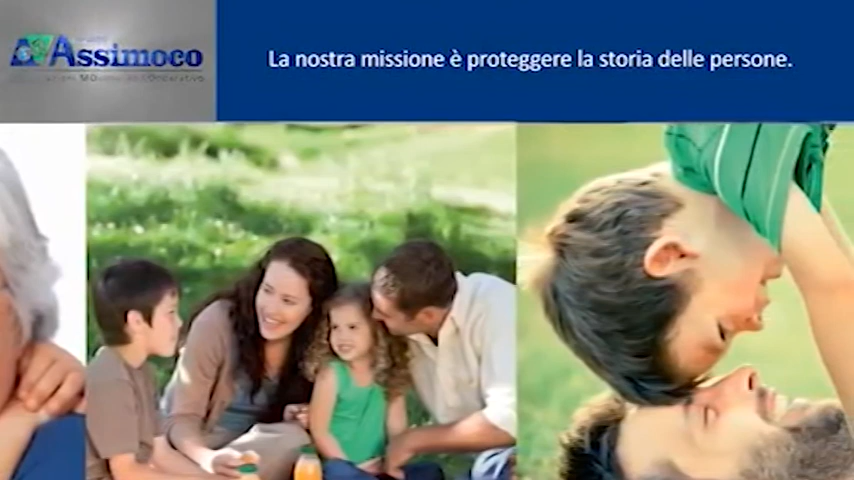 Assimoco
La nostra missione è proteggere la storia delle persone.